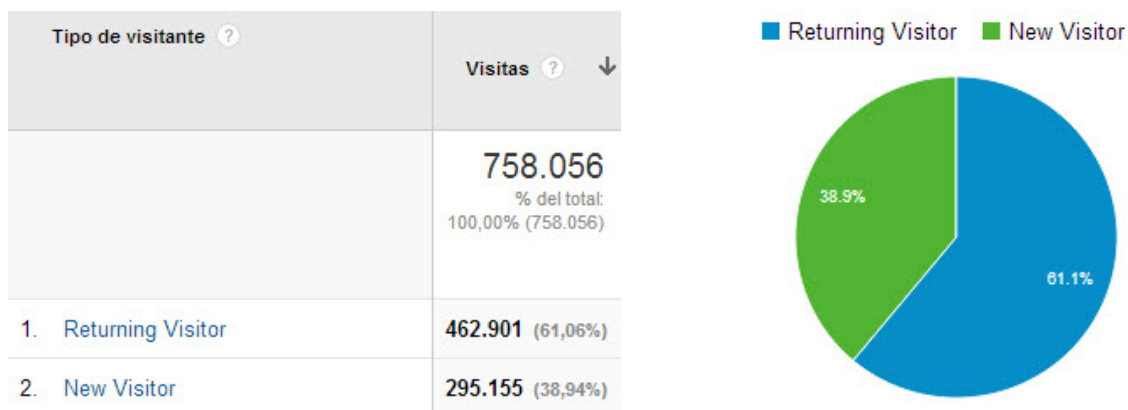 Tipo de visitante ?
Visitas ?
758.056
% del total:
100,00% (758.056)
1. Returning Visitor 462.901 (61,06%)
2. New Visitor 295.155 (38,94%)
Returning Visitor New Visitor
38.9%
61.1%